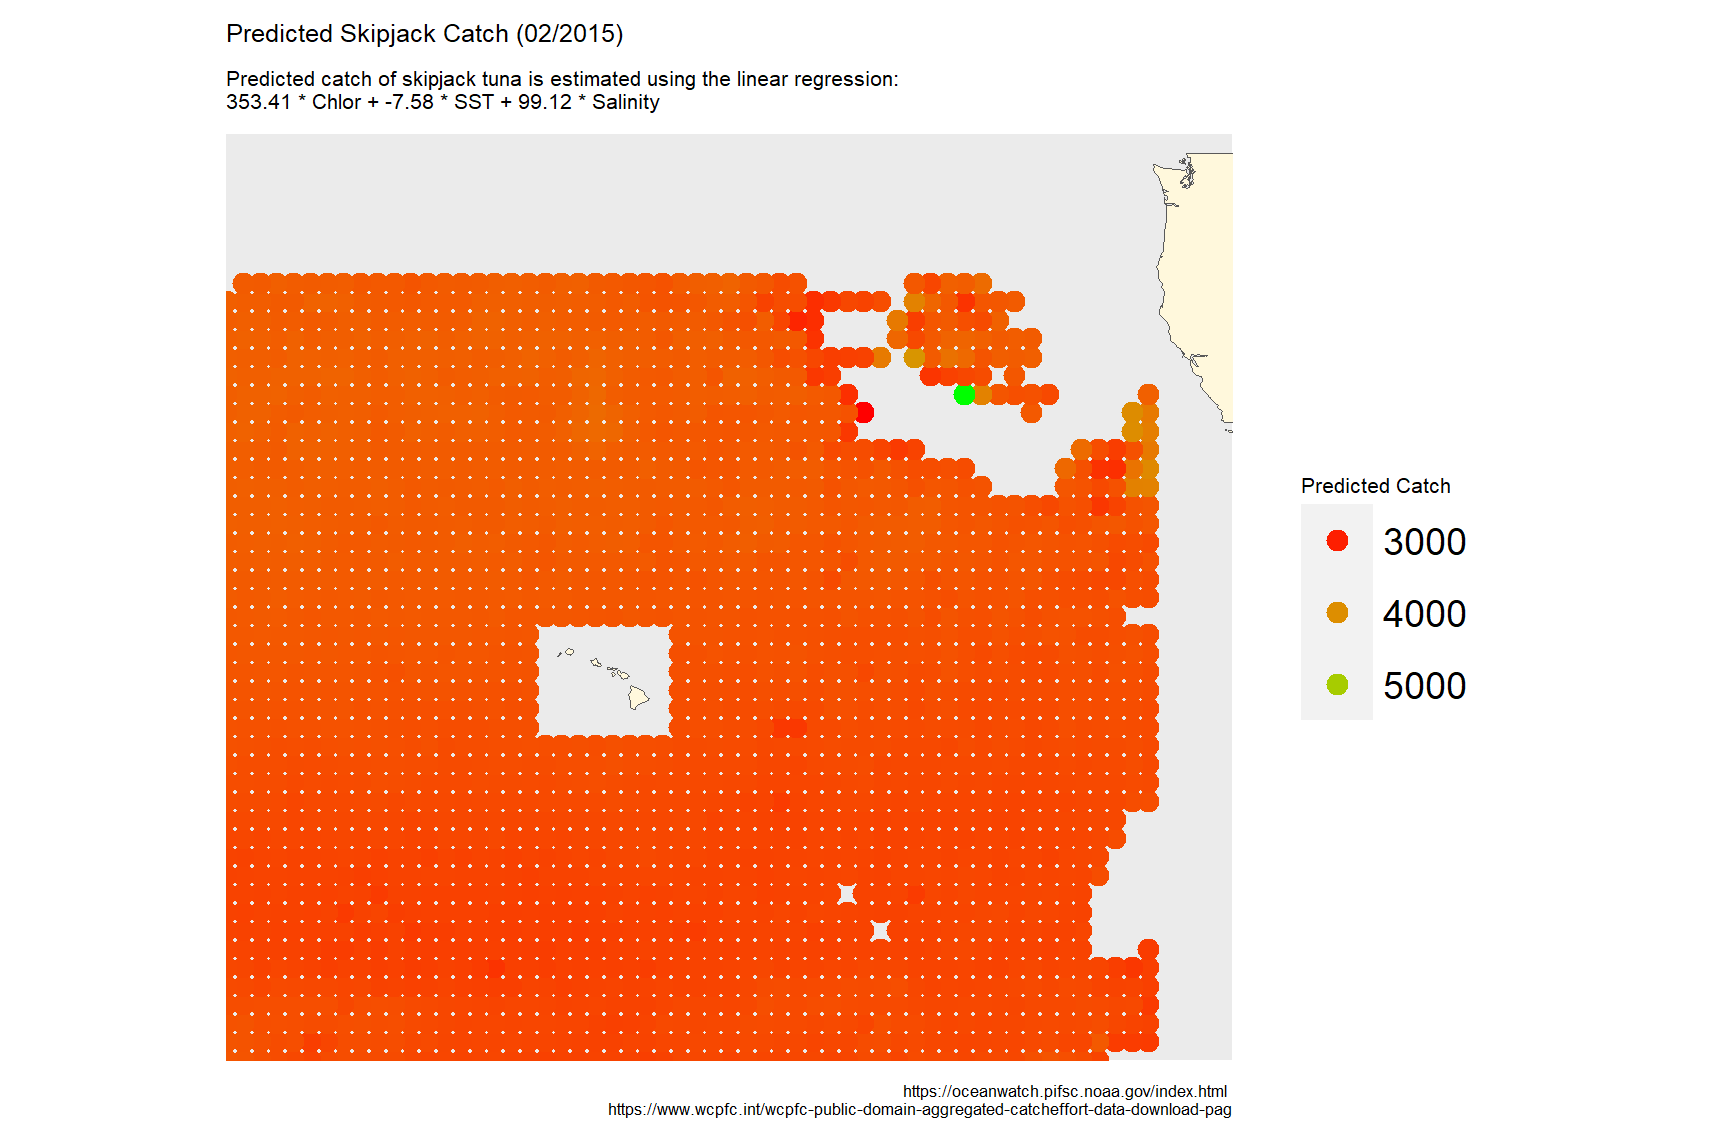 Predicted Skipjack Catch (02/2015)
Predicted catch of skipjack tuna is estimated using the linear regression:
353.41 * Chlor + -7.58 * SST + 99.12 * Salinity
Predicted Catch
3000
4000
5000
https://oceanwatch.pifsc.noaa.gov/index.html
https://www.wcpfc.int/wcpfc-public-domain-aggregated-catcheffort-data-download-pag